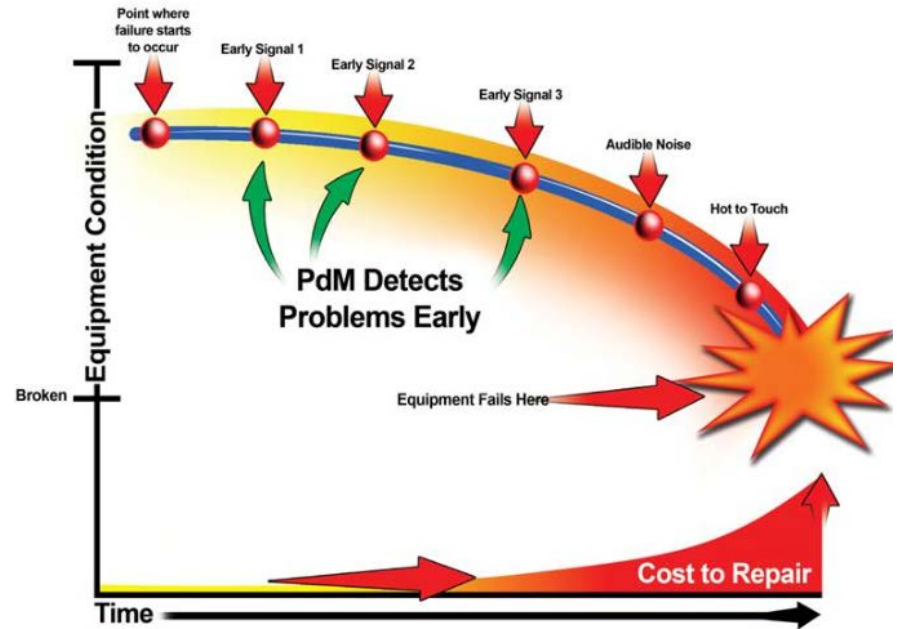 Point where
failure starts
to occur
Early Signal 1
Early Signal 2
Early Signal 3
Audible Noise
Hot to Touch
Equipment Condition
PdM Detects
Problems Early
Broken
Equipment Fails Here
Cost to Repair
Time